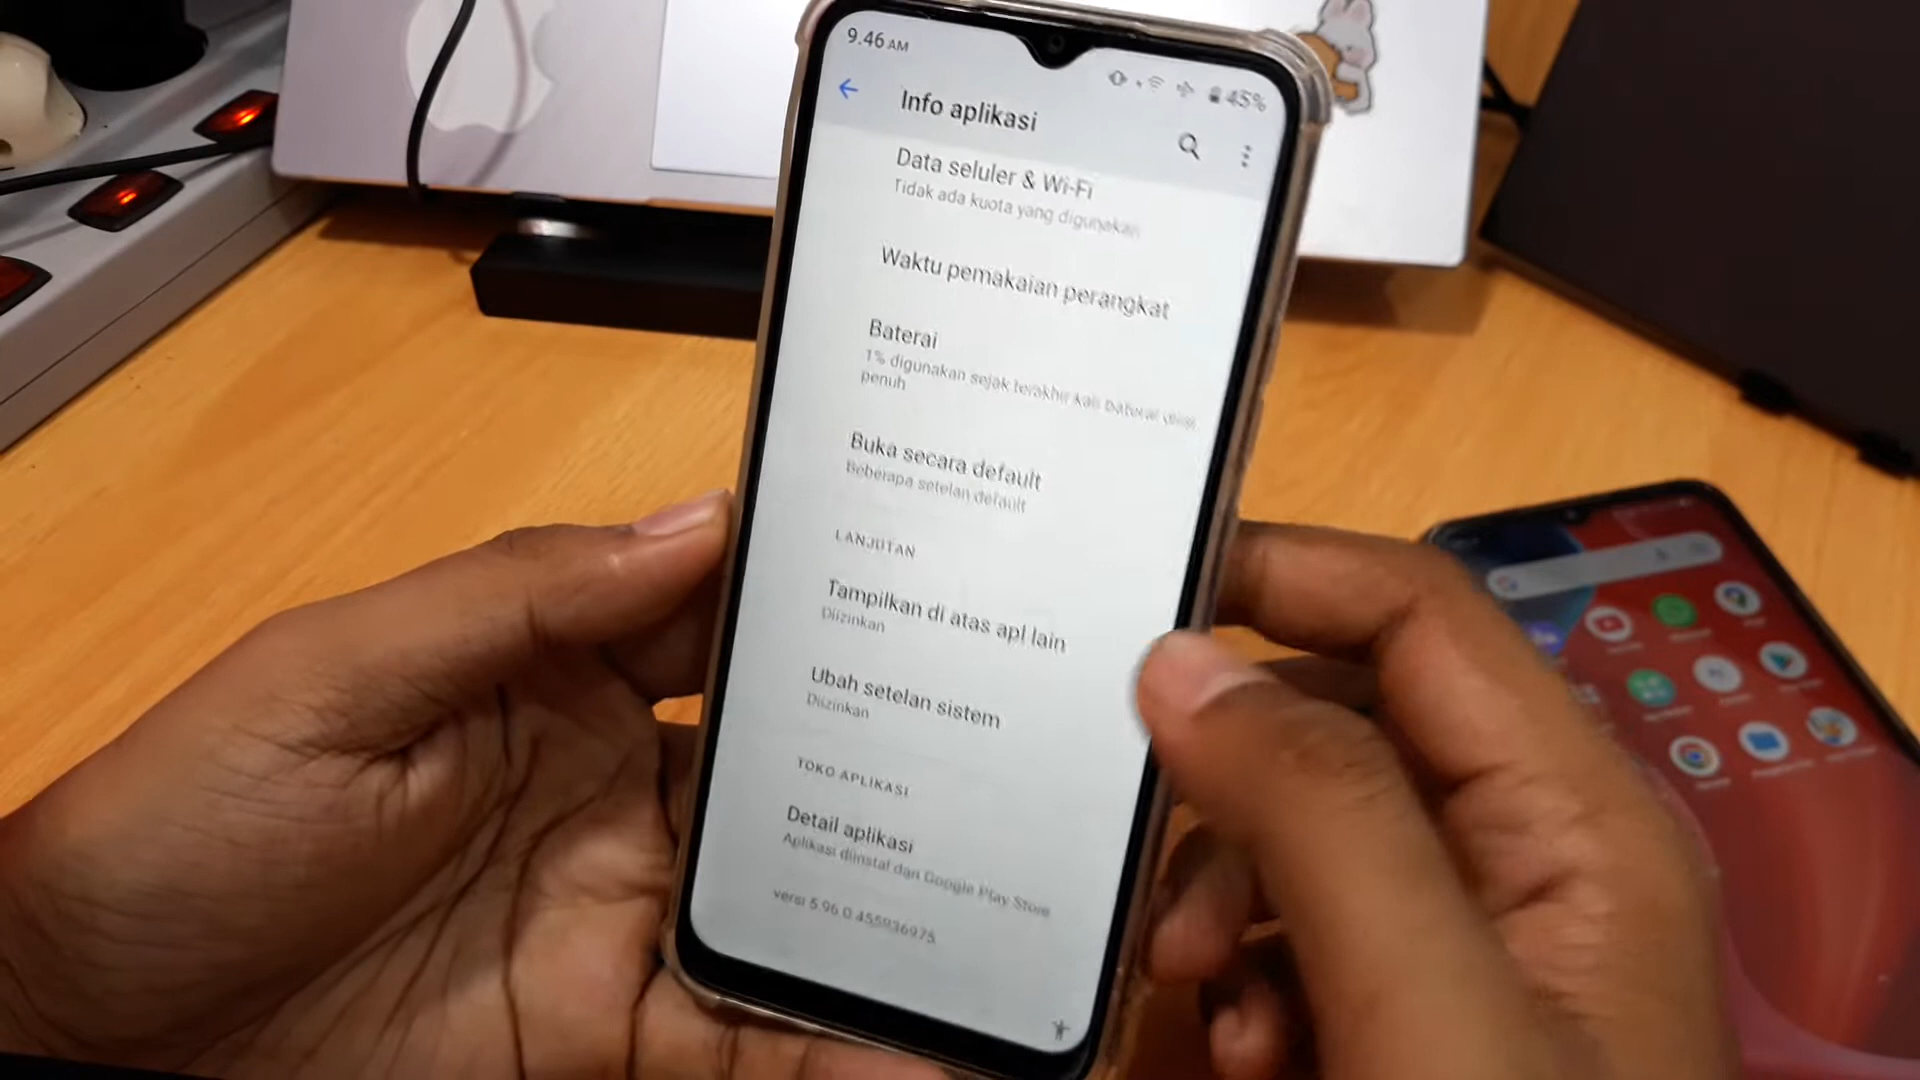 9.46 AM
45%
Info aplikasi
Data seluler & Wi-Fi
Tidak ada kuota yang digunakan
Waktu pemakaian perangkat
Baterai
1% digunakan sejak terakhir kali baterai diisi
penuh
Buka secara default
Beberapa setelan default
LANJUTAN
Tampilkan di atas apl lain
Diizinkan
Ubah setelan sistem
Diizinkan
TOKO APLIKASI
Detail aplikasi
Aplikasi diinstal dari Google Play Store
versi 5.96.0.455936975